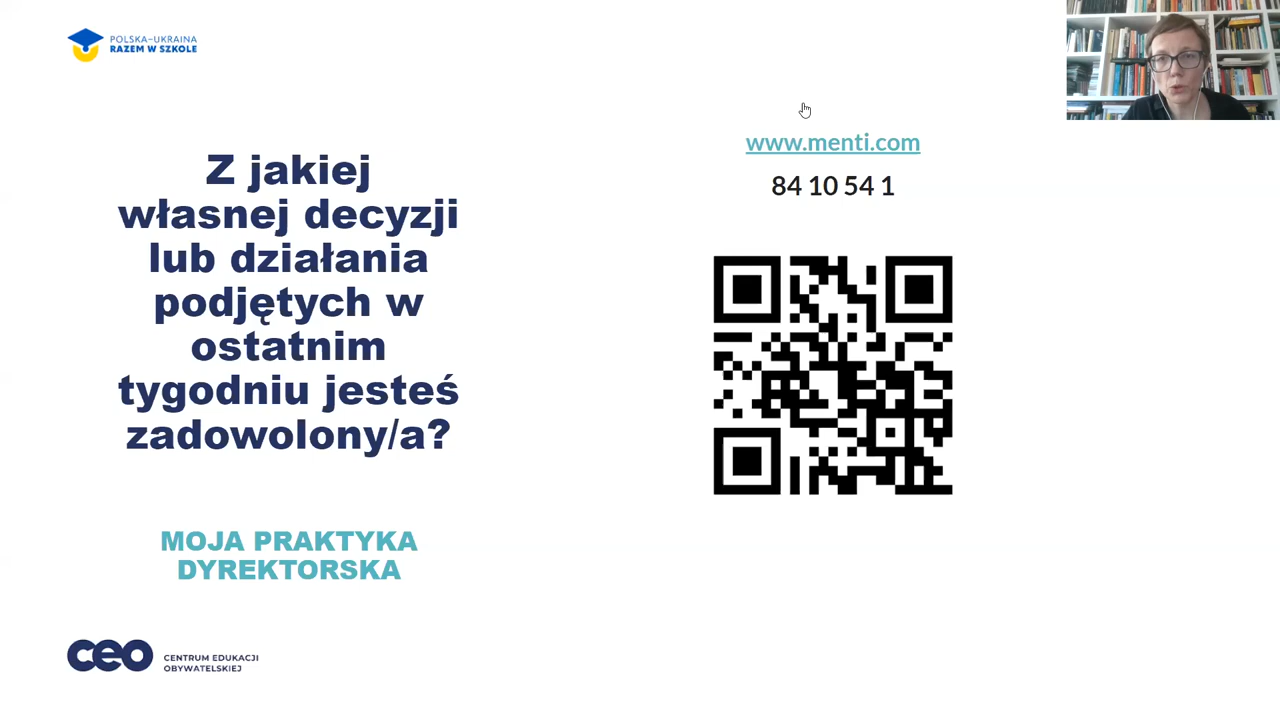 POLSKA–UKRAINA
RAZEM W SZKOLE
Z jakiej
własnej decyzji
lub działania
podjętych w
ostatnim
tygodniu jesteś
zadowolony/a?
MOJA PRAKTYKA
DYREKTORSKA
ceo
CENTRUM EDUKACJI
OBYWATELSKIEJ
www.menti.com
84 10 54 1